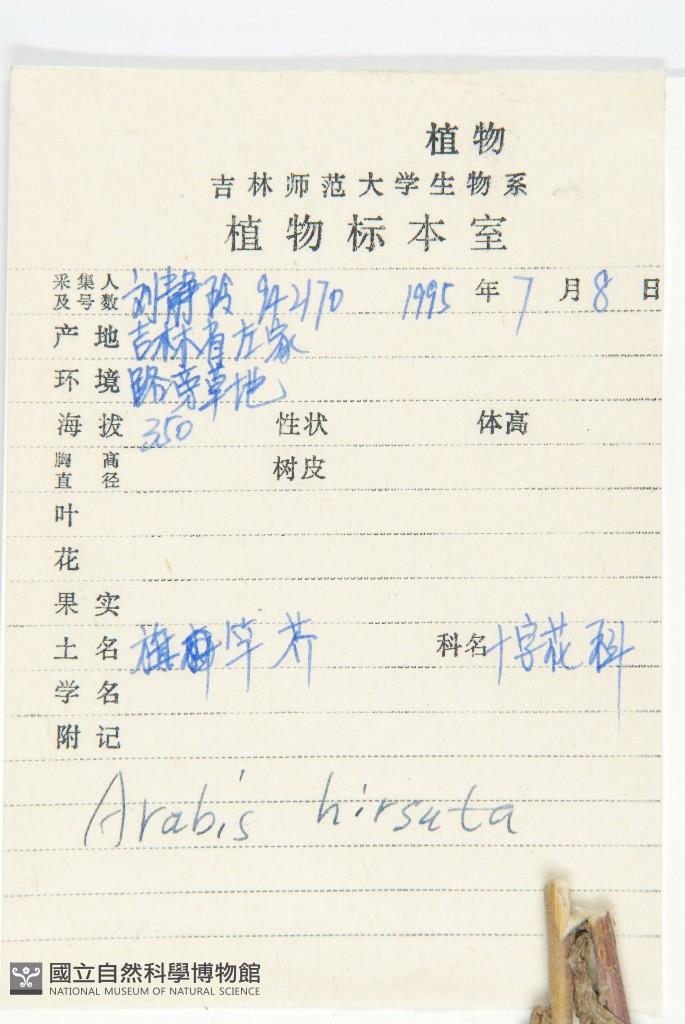 植物
吉林师范大学生物系
植物标本室
采集人及号数 刘静玲 942170 1995 年 7 月 8 日
产地 吉林省左家
环境 路旁草地
海拔 350 性状 体高
胸高直径 树皮
叶
花
果实
土名 旗杆芥 科名 十字花科
学名
附记
Arabis hirsuta
國立自然科學博物館
NATIONAL MUSEUM OF NATURAL SCIENCE